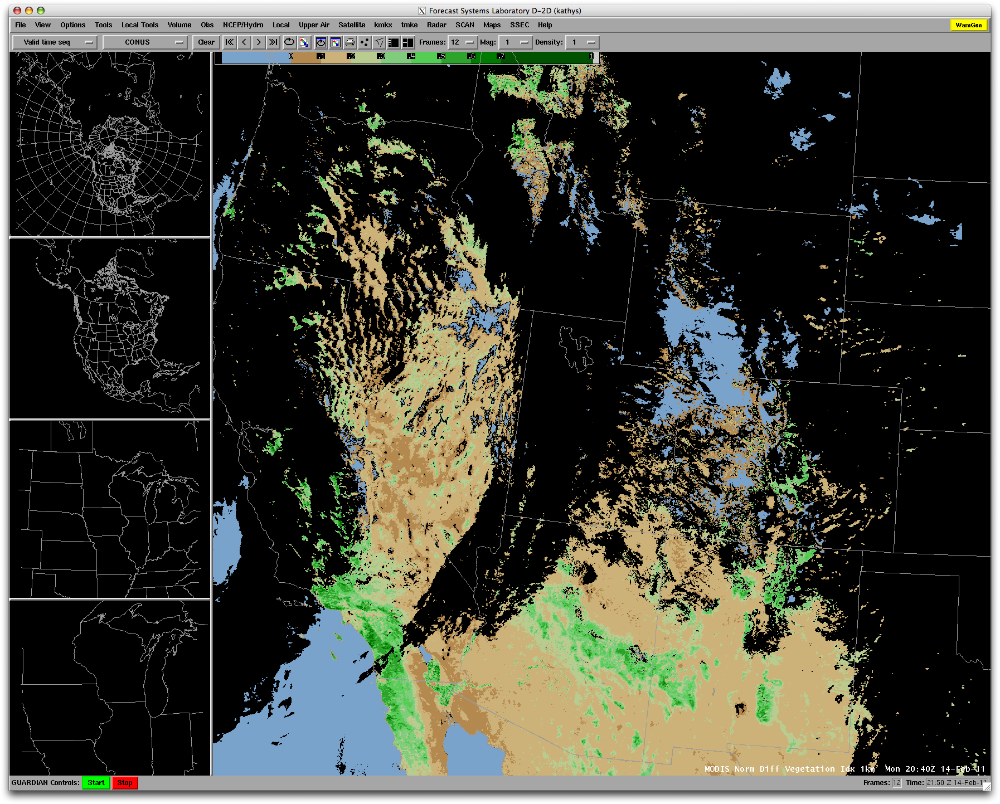 Forecast Systems Laboratory D-2D (kathys)
File View Options Tools Local Tools Volume Obs NCEP/Hydro Local Upper Air Satellite kmkx tmke Radar SCAN Maps SSEC Help WarnGen
Valid time seq CONUS Clear Frames: 12 Mag: 1 Density: 1
0 .1 .2 .3 .4 .5 .6 .7 1
MODIS Norm Diff Vegetation Idx 1km Mon 20:40Z 14-Feb-11
GUARDIAN Controls: Start Stop Frames: 12 Time: 21:50 Z 14-Feb-11